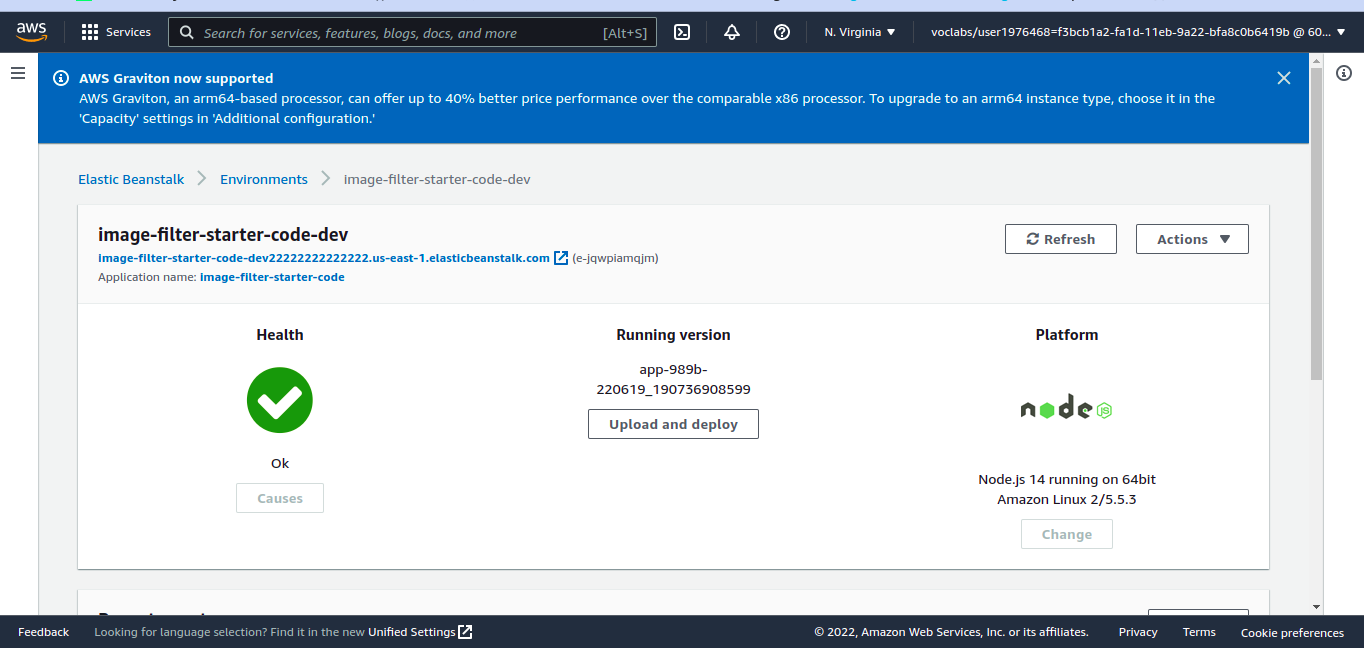 aws
Services
Search for services, features, blogs, docs, and more
[Alt+S]
N. Virginia
voclabs/user1976468=f3bcb1a2-fa1d-11eb-9a22-bfa8c0b6419b @ 60...
AWS Graviton now supported
AWS Graviton, an arm64-based processor, can offer up to 40% better price performance over the comparable x86 processor. To upgrade to an arm64 instance type, choose it in the
'Capacity' settings in 'Additional configuration.'
Elastic Beanstalk
Environments
image-filter-starter-code-dev
image-filter-starter-code-dev
Refresh
Actions
image-filter-starter-code-dev22222222222222.us-east-1.elasticbeanstalk.com (e-jqwpiamqjm)
Application name: image-filter-starter-code
Health
Ok
Causes
Running version
app-989b-
220619_190736908599
Upload and deploy
Platform
node JS
Node.js 14 running on 64bit
Amazon Linux 2/5.5.3
Change
Feedback
Looking for language selection? Find it in the new Unified Settings
© 2022, Amazon Web Services, Inc. or its affiliates.
Privacy
Terms
Cookie preferences